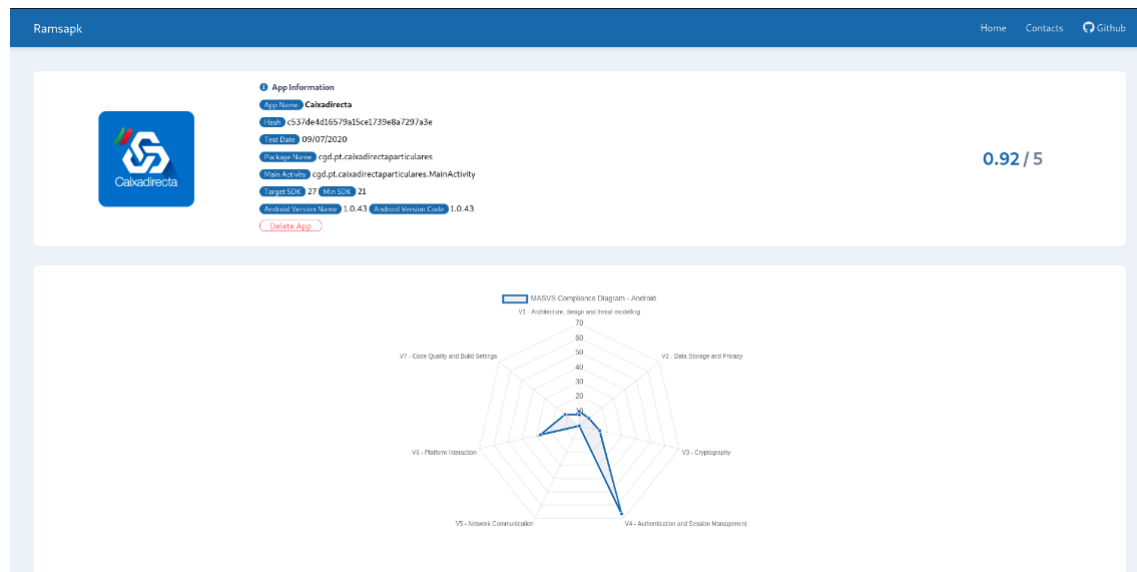 Ramsapk
Home Contacts Github
App Information
App Name Caixadirecta
Hash c537de4d16579a15ce1739e8a7297a3e
Test Date 09/07/2020
Package Name cgd.pt.caixadirectaparticulares
Main Activity cgd.pt.caixadirectaparticulares.MainActivity
Target SDK 27 Min SDK 21
Android Version Name 1.0.43 Android Version Code 1.0.43
Delete App
Caixadirecta
0.92 / 5
MASVS Compliance Diagram - Android
V1 - Architecture, design and threat modelling
70
60
50
40
30
20
10
V7 - Code Quality and Build Settings
V2 - Data Storage and Privacy
V6 - Platform Interaction
V3 - Cryptography
V5 - Network Communication
V4 - Authentication and Session Management